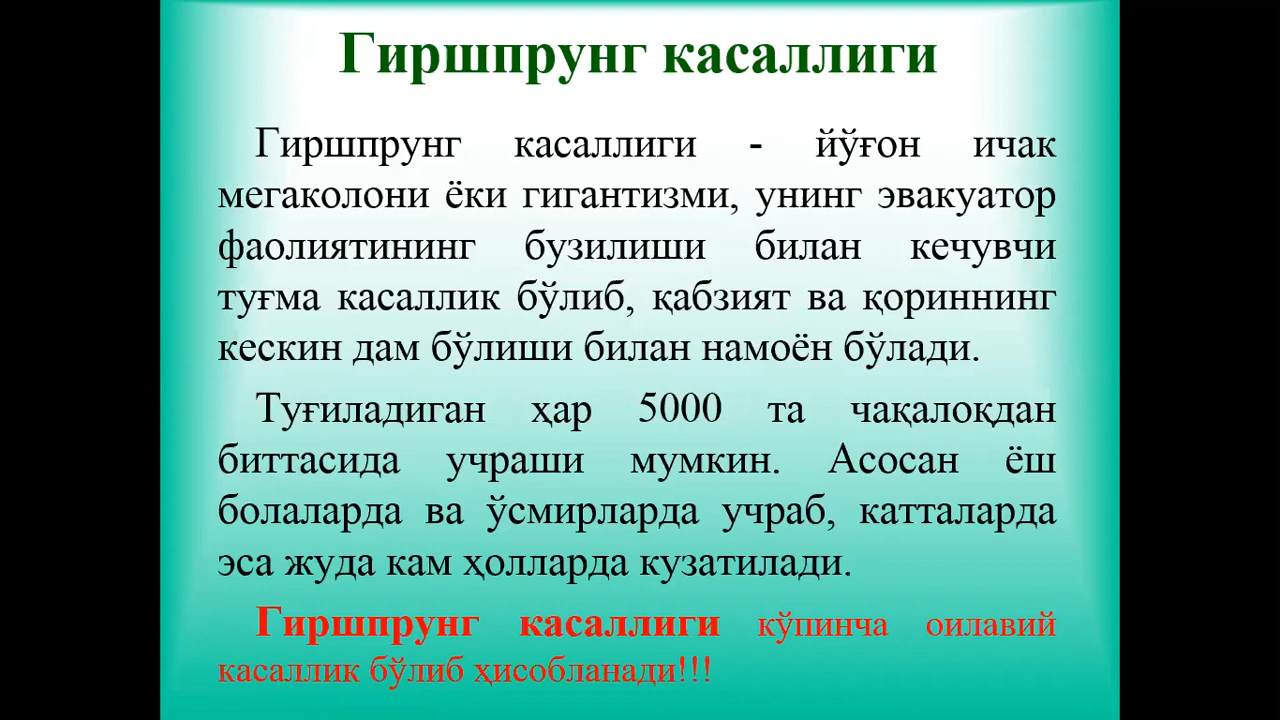 Гиршпрунг касаллиги
Гиршпрунг касаллиги - йўғон ичак
мегаколони ёки гигантизми, унинг эвакуатор
фаолиятининг бузилиши билан кечувчи
туғма касаллик бўлиб, қабзият ва қориннинг
кескин дам бўлиши билан намоён бўлади.
Туғиладиган ҳар 5000 та чақалоқдан
биттасида учраши мумкин. Асосан ёш
болаларда ва ўсмирларда учраб, катталарда
эса жуда кам ҳолларда кузатилади.
Гиршпрунг касаллиги кўпинча оилавий
касаллик бўлиб ҳисобланади!!!